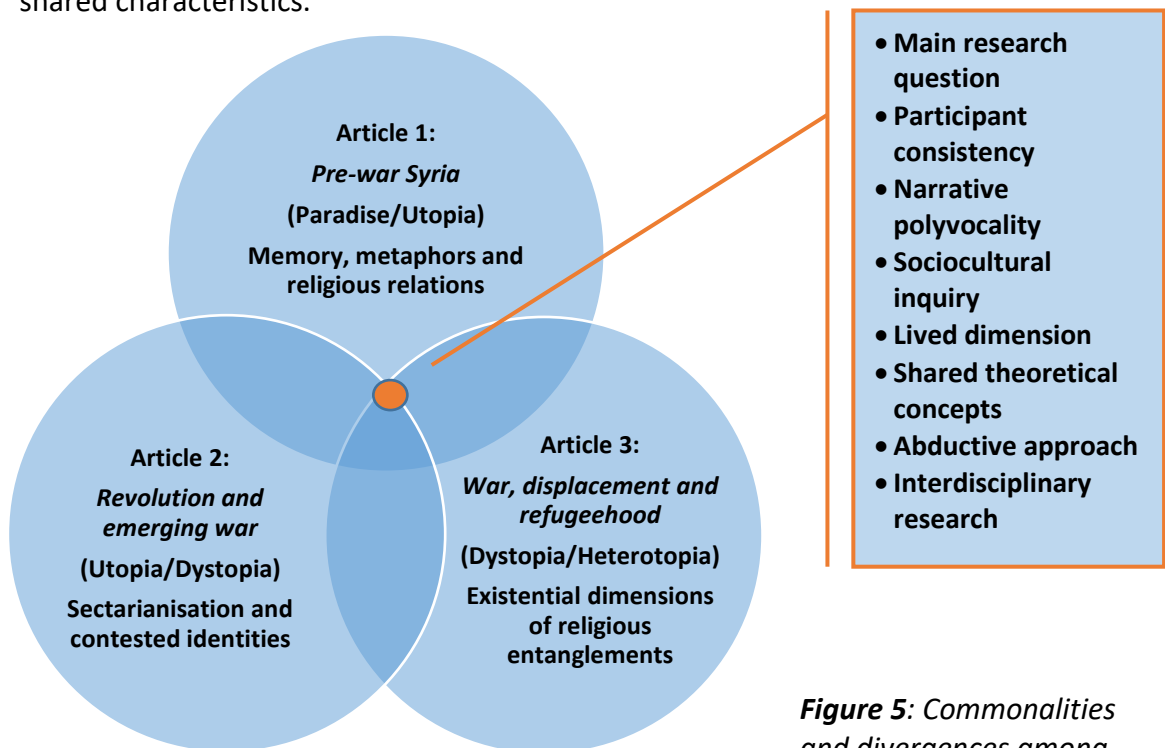 shared characteristics.
Article 1:
Pre-war Syria
(Paradise/Utopia)
Memory, metaphors and
religious relations
Article 2:
Revolution and
emerging war
(Utopia/Dystopia)
Sectarianisation and
contested identities
Article 3:
War, displacement and
refugeehood
(Dystopia/Heterotopia)
Existential dimensions
of religious
entanglements
• Main research
question
• Participant
consistency
• Narrative
polyvocality
• Sociocultural
inquiry
• Lived dimension
• Shared theoretical
concepts
• Abductive approach
• Interdisciplinary
research
Figure 5: Commonalities
and divergences among